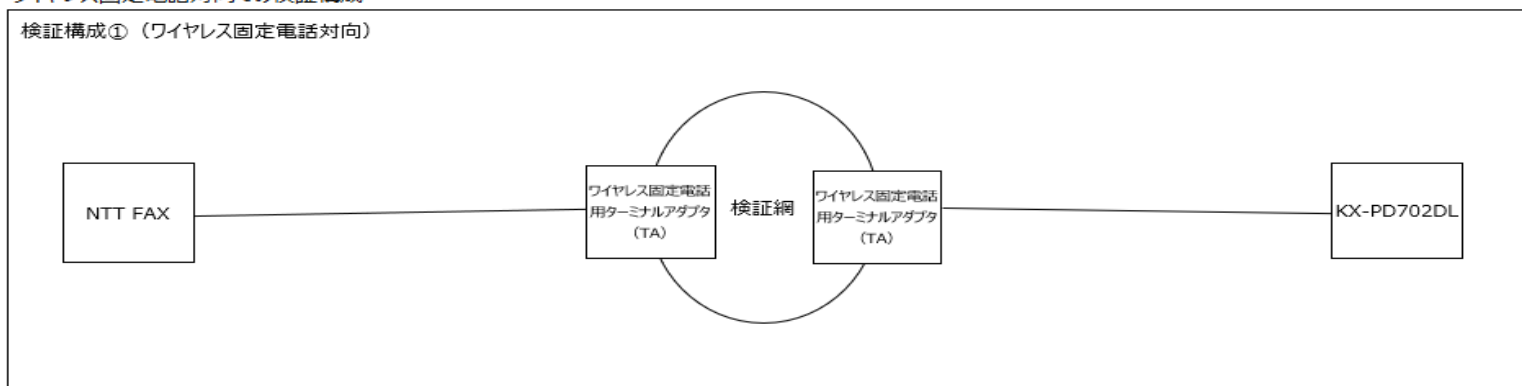 検証構成①（ワイヤレス固定電話対向）
NTT FAX
ワイヤレス固定電話
用ターミナルアダプタ
（TA）
検証網
ワイヤレス固定電話
用ターミナルアダプタ
（TA）
KX-PD702DL